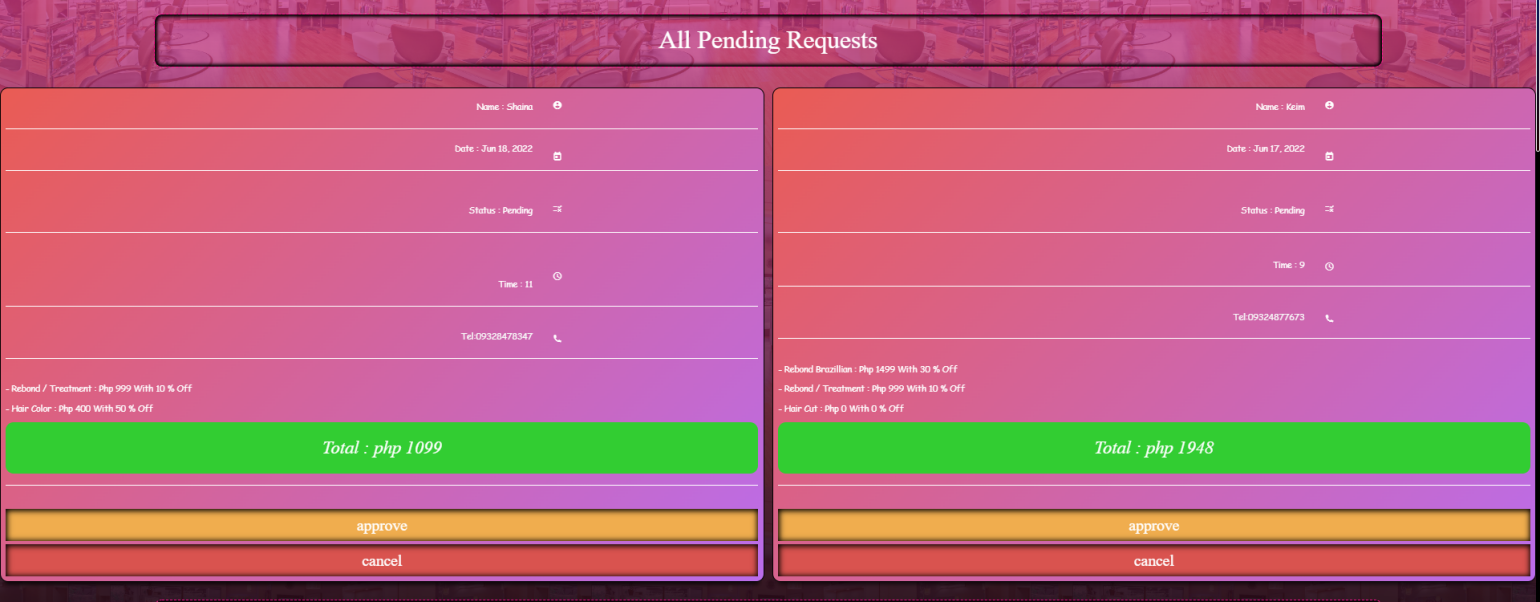 All Pending Requests
Name : Shaina
Date : Jun 18, 2022
Status : Pending
Time : 11
Tel:09328478347
- Rebond / Treatment : Php 999 With 10 % Off
- Hair Color : Php 400 With 50 % Off
Total : php 1099
approve
cancel
Name : Keim
Date : Jun 17, 2022
Status : Pending
Time : 9
Tel:09324877673
- Rebond Brazillian : Php 1499 With 30 % Off
- Rebond / Treatment : Php 999 With 10 % Off
- Hair Cut : Php 0 With 0 % Off
Total : php 1948
approve
cancel